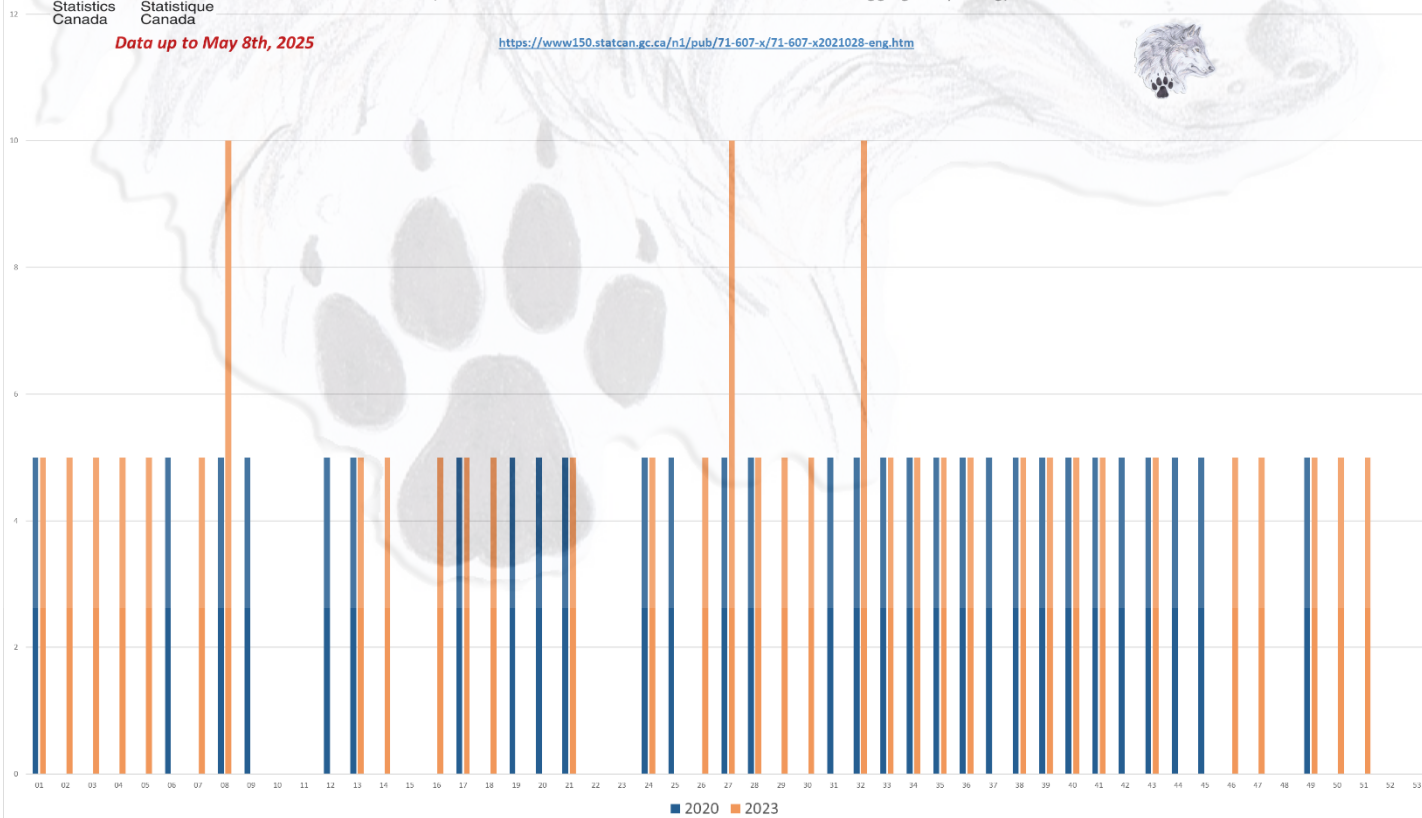 Statistics Statistique
Canada Canada
12
Data up to May 8th, 2025
https://www150.statcan.gc.ca/n1/pub/71-607-x/71-607-x2021028-eng.htm
10
8
6
4
2
0
01 02 03 04 05 06 07 08 09 10 11 12 13 14 15 16 17 18 19 20 21 22 23 24 25 26 27 28 29 30 31 32 33 34 35 36 37 38 39 40 41 42 43 44 45 46 47 48 49 50 51 52 53
2020 2023